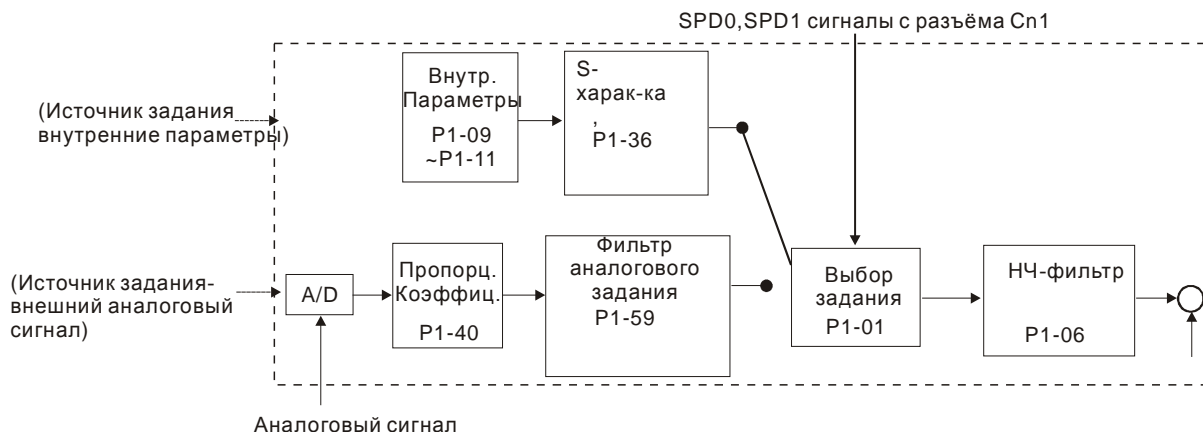 SPD0,SPD1 сигналы с разъёма Cn1
(Источник задания
внутренние параметры)
Внутр.
Параметры
P1-09
~P1-11
S-
харак-ка
,
P1-36
(Источник задания-
внешний аналоговый
сигнал)
A/D
Пропорц.
Коэффиц.
P1-40
Фильтр
аналогового
задания
P1-59
Выбор
задания
P1-01
НЧ-фильтр
P1-06
Аналоговый сигнал